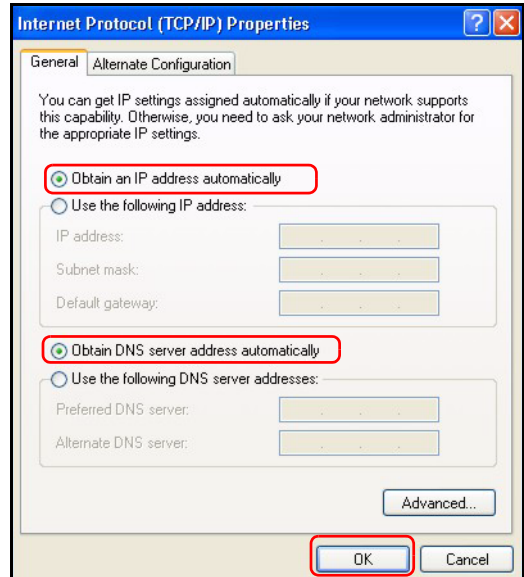 Internet Protocol (TCP/IP) Properties
General
Alternate Configuration
You can get IP settings assigned automatically if your network supports
this capability. Otherwise, you need to ask your network administrator for
the appropriate IP settings.
Obtain an IP address automatically
Use the following IP address:
IP address:
Subnet mask:
Default gateway:
Obtain DNS server address automatically
Use the following DNS server addresses:
Preferred DNS server:
Alternate DNS server:
Advanced...
OK
Cancel